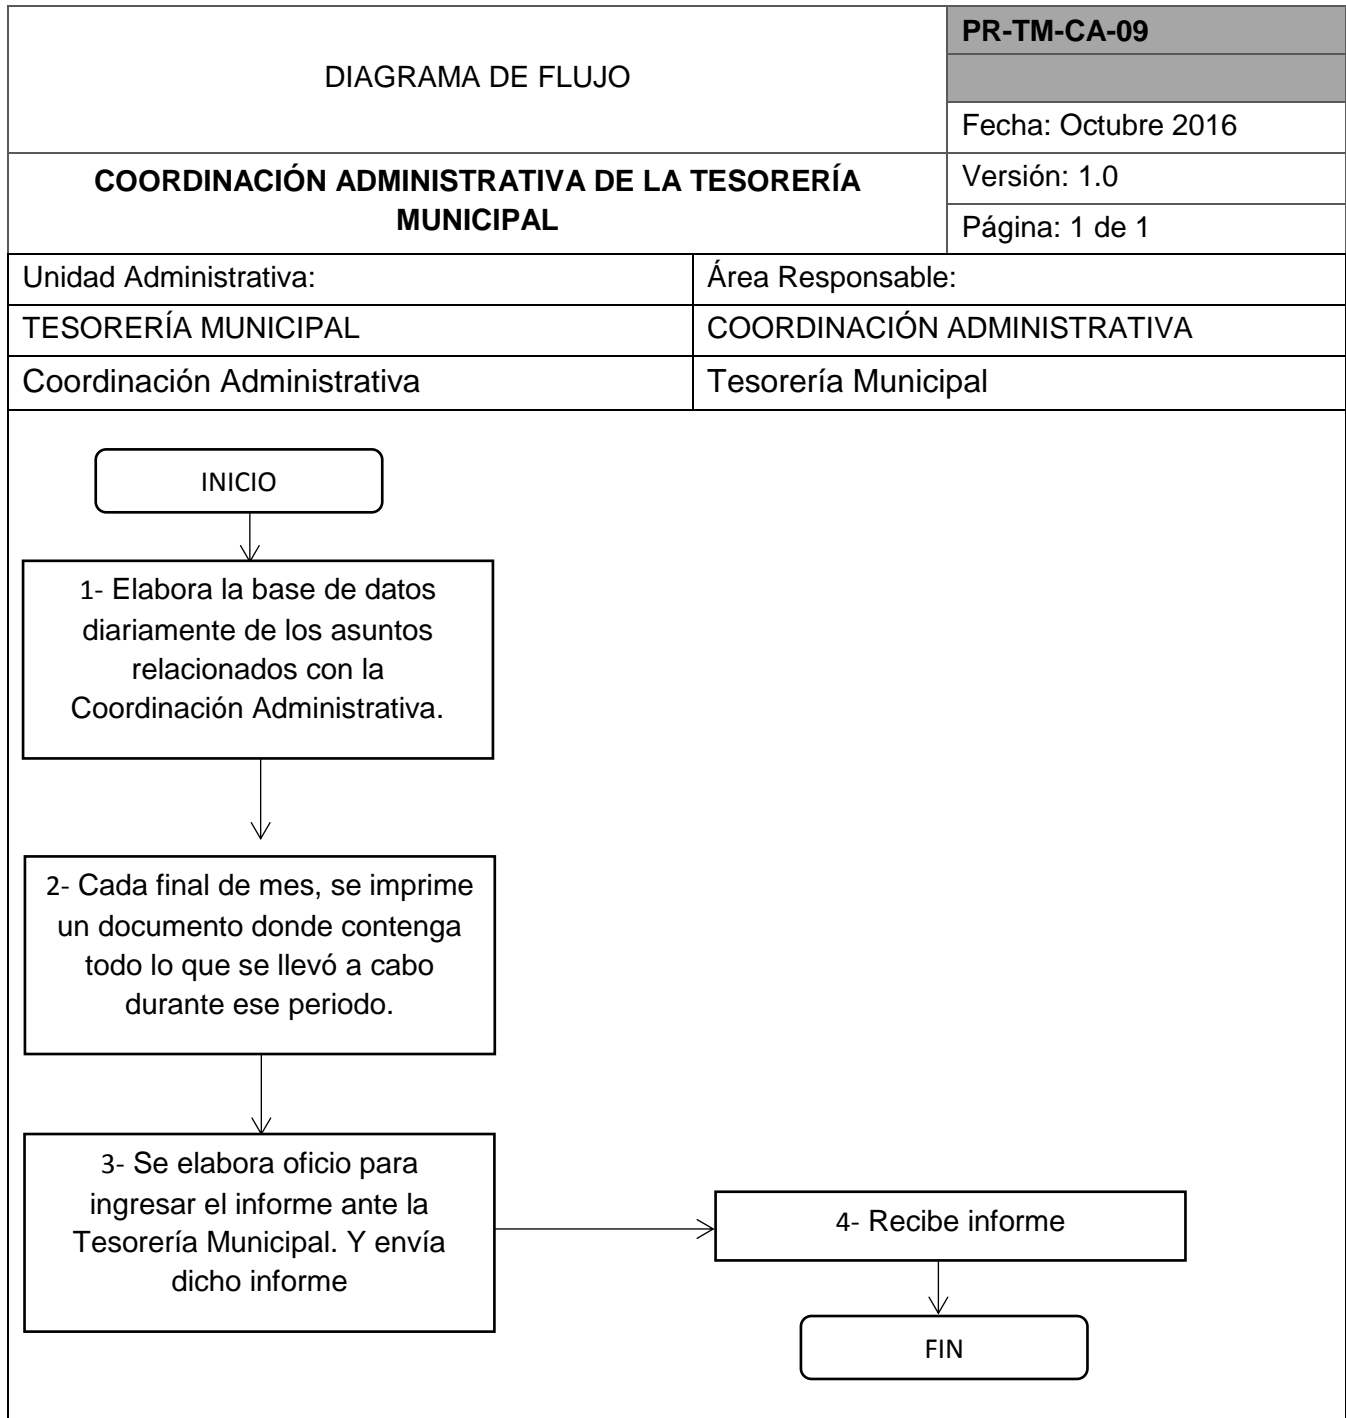 DIAGRAMA DE FLUJO
PR-TM-CA-09
Fecha: Octubre 2016
COORDINACIÓN ADMINISTRATIVA DE LA TESORERÍA
MUNICIPAL
Versión: 1.0
Página: 1 de 1
Unidad Administrativa:
Área Responsable:
TESORERÍA MUNICIPAL
COORDINACIÓN ADMINISTRATIVA
Coordinación Administrativa
Tesorería Municipal
INICIO
1- Elabora la base de datos
diariamente de los asuntos
relacionados con la
Coordinación Administrativa.
2- Cada final de mes, se imprime
un documento donde contenga
todo lo que se llevó a cabo
durante ese periodo.
3- Se elabora oficio para
ingresar el informe ante la
Tesorería Municipal. Y envía
dicho informe
4- Recibe informe
FIN